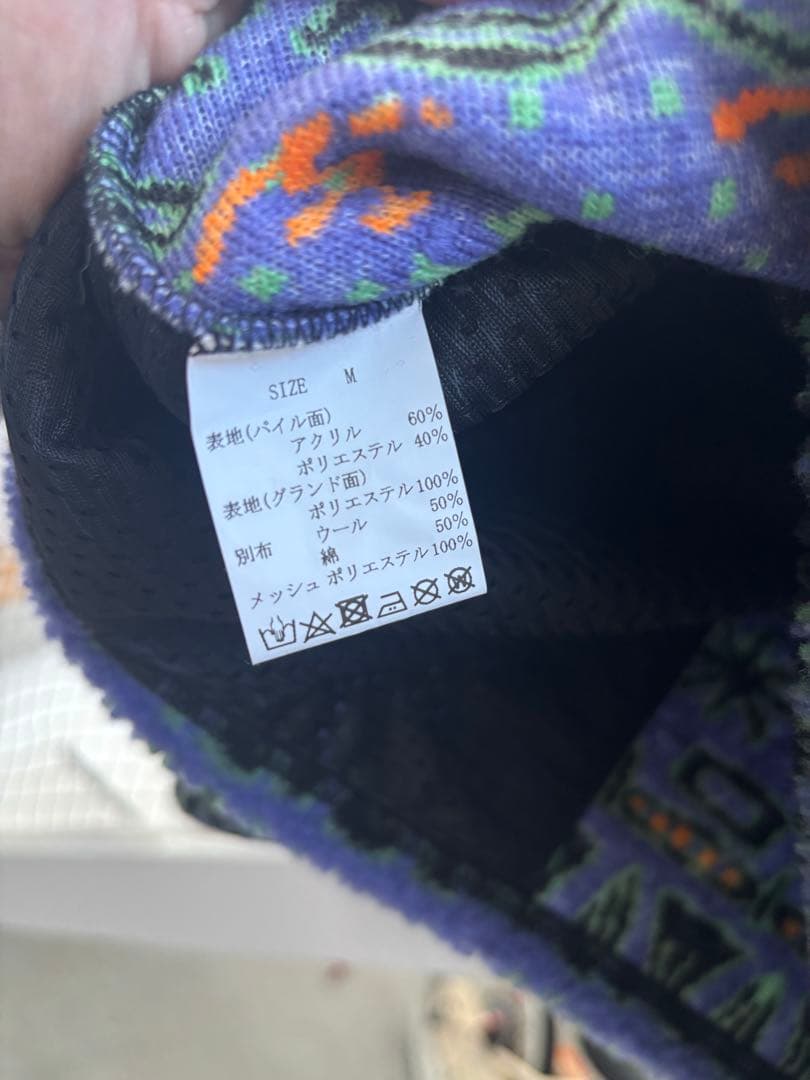 SIZE M
表地(パイル面)
アクリル 60%
ポリエステル 40%
表地(グランド面)
ポリエステル100%
別布 ウール 50%
綿 50%
メッシュ ポリエステル100%